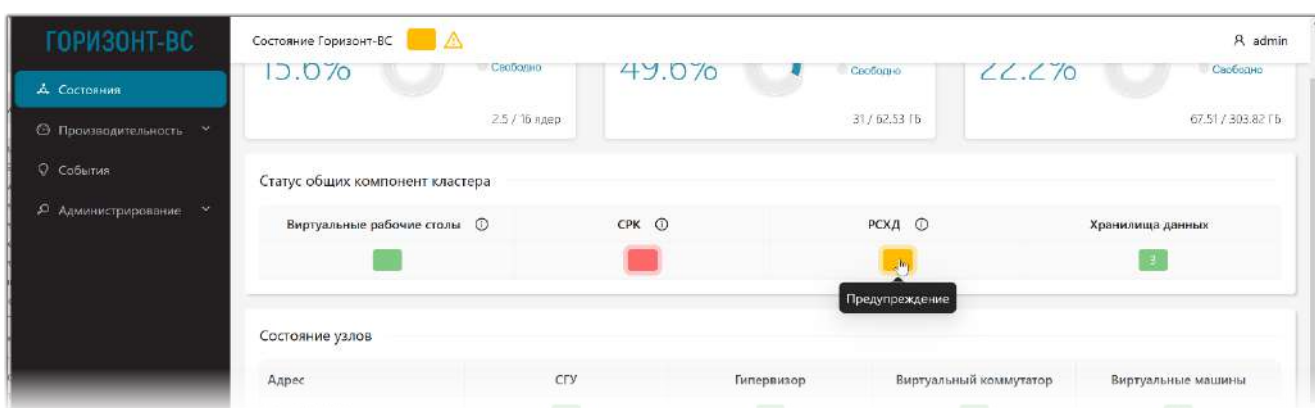 ГОРИЗОНТ-ВС
Состояние Горизонт-ВС
admin
Состояния
Производительность
События
Администрирование
15.6%
Свободно
2.5 / 16 ядер
49.6%
Свободно
31 / 62.53 ГБ
22.2%
Свободно
67.51 / 303.82 ГБ
Статус общих компонент кластера
Виртуальные рабочие столы
СРК
РСХД
Хранилища данных
3
Предупреждение
Состояние узлов
Адрес
СГУ
Гипервизор
Виртуальный коммутатор
Виртуальные машины